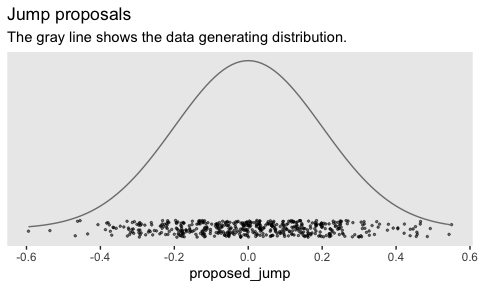 Jump proposals
The gray line shows the data generating distribution.
-0.6 -0.4 -0.2 0.0 0.2 0.4 0.6
proposed_jump